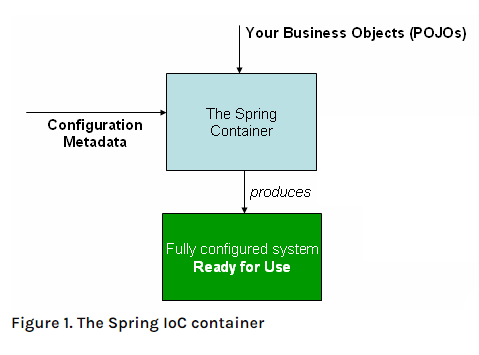 Your Business Objects (POJOs)
The Spring
Container
Configuration
Metadata
produces
Fully configured system
Ready for Use
Figure 1. The Spring IoC container